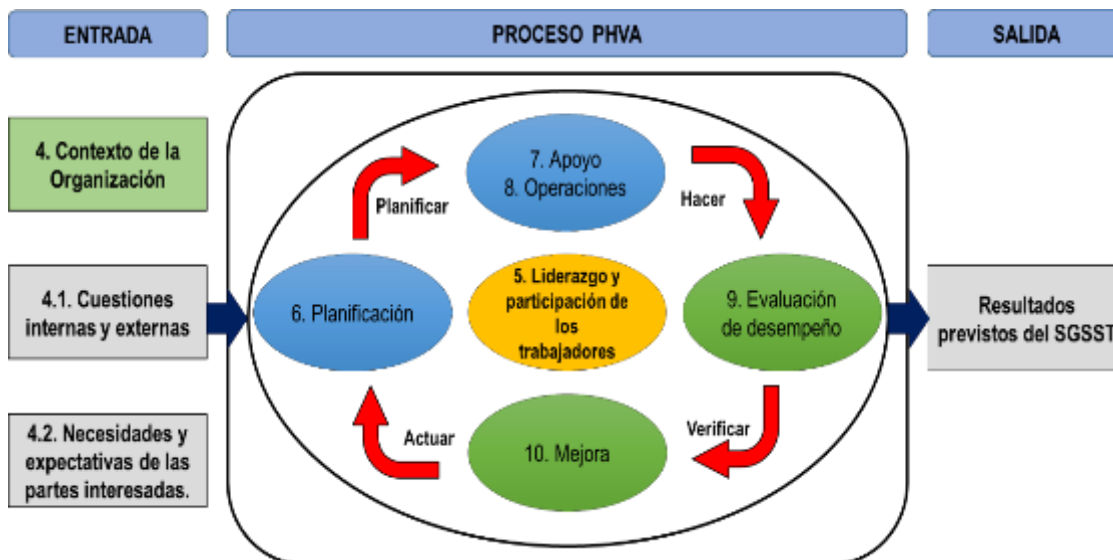 ENTRADA
PROCESO PHVA
SALIDA
4. Contexto de la
Organización
4.1. Cuestiones
internas y externas
4.2. Necesidades y
expectativas de las
partes interesadas.
7. Apoyo
8. Operaciones
Planificar
Hacer
6. Planificación
5. Liderazgo y
participación de
los
trabajadores
9. Evaluación
de desempeño
Actuar
Verificar
10. Mejora
Resultados
previstos del SGSST